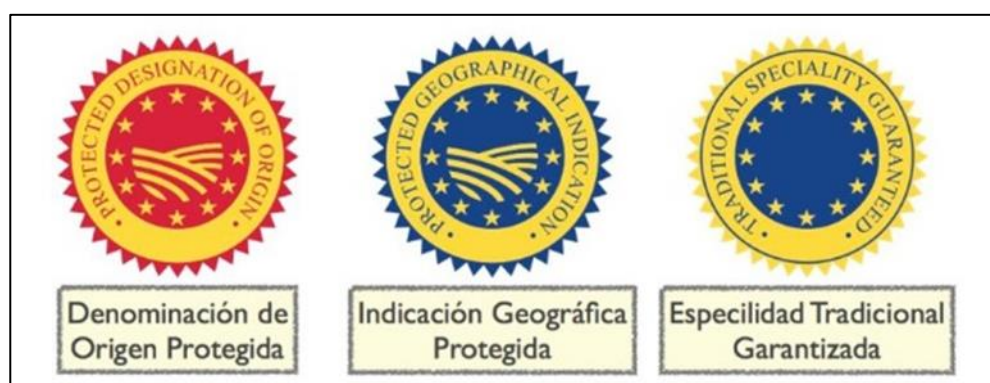 · PROTECTED DESIGNATION OF ORIGIN ·
· PROTECTED GEOGRAPHICAL INDICATION ·
· TRADITIONAL SPECIALITY GUARANTEED ·
Denominación de
Origen Protegida
Indicación Geográfica
Protegida
Especilidad Tradicional
Garantizada